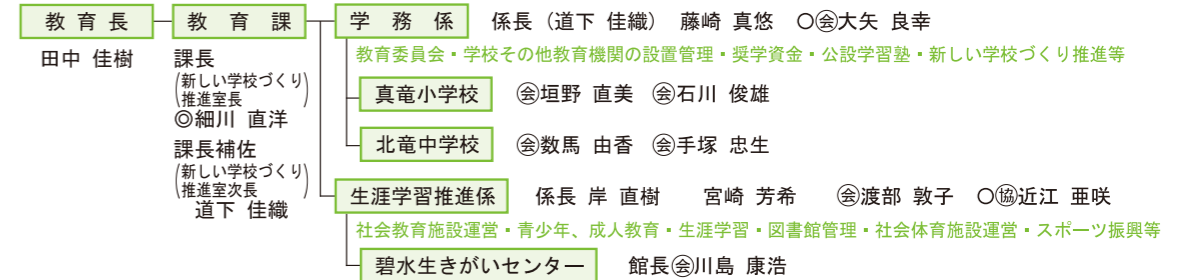 教育長
田中 佳樹
教育課
課長
(新しい学校づくり推進室長)
◎細川 直洋
課長補佐
(新しい学校づくり推進室次長)
道下 佳織
学務係 係長(道下 佳織) 藤崎 真悠 〇㊝大矢 良幸
教育委員会・学校その他教育機関の設置管理・奨学資金・公設学習塾・新しい学校づくり推進等
真竜小学校 ㊝垣野 直美 ㊝石川 俊雄
北竜中学校 ㊝数馬 由香 ㊝手塚 忠生
生涯学習推進係 係長 岸 直樹 宮崎 芳希 ㊝渡部 敦子 〇㊿近江 亜咲
社会教育施設運営・青少年、成人教育・生涯学習・図書館管理・社会体育施設運営・スポーツ振興等
碧水生きがいセンター 館長㊝川島 康浩